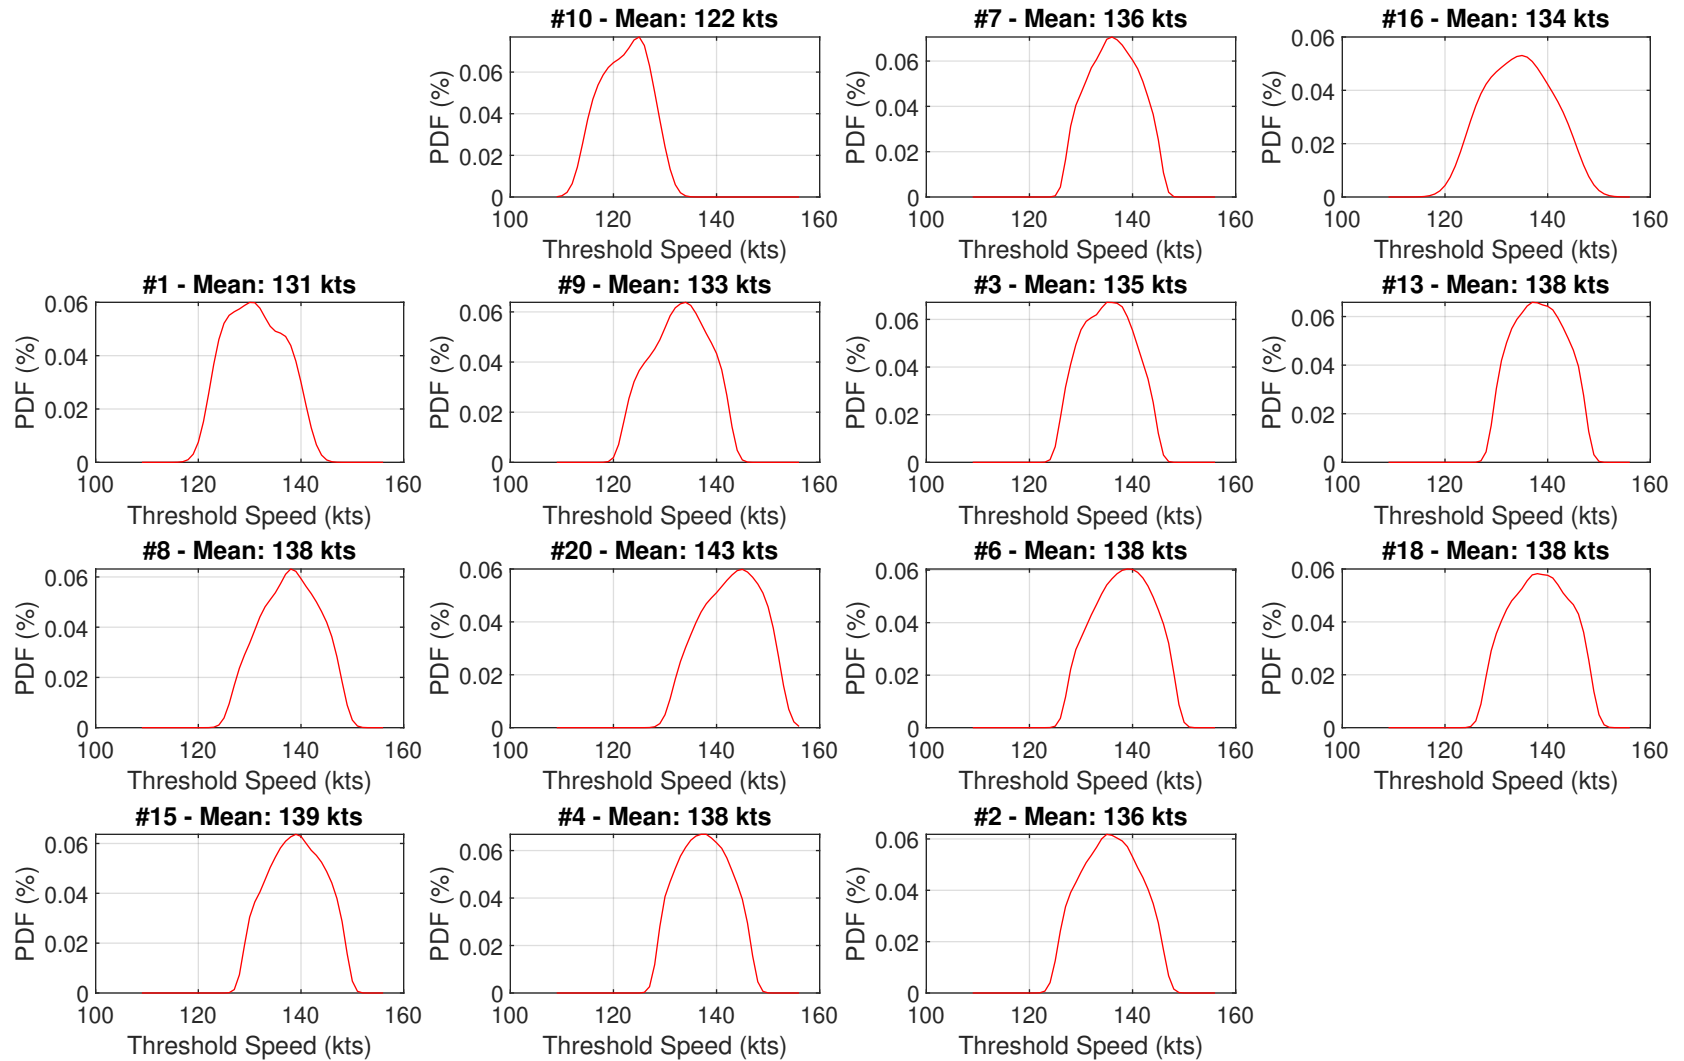 #10 - Mean: 122 kts
PDF (%)
0.06
0.04
0.02
0
100 120 140 160
Threshold Speed (kts)
#7 - Mean: 136 kts
PDF (%)
0.06
0.04
0.02
0
100 120 140 160
Threshold Speed (kts)
#16 - Mean: 134 kts
PDF (%)
0.06
0.04
0.02
0
100 120 140 160
Threshold Speed (kts)
#1 - Mean: 131 kts
PDF (%)
0.06
0.04
0.02
0
100 120 140 160
Threshold Speed (kts)
#9 - Mean: 133 kts
PDF (%)
0.06
0.04
0.02
0
100 120 140 160
Threshold Speed (kts)
#3 - Mean: 135 kts
PDF (%)
0.06
0.04
0.02
0
100 120 140 160
Threshold Speed (kts)
#13 - Mean: 138 kts
PDF (%)
0.06
0.04
0.02
0
100 120 140 160
Threshold Speed (kts)
#8 - Mean: 138 kts
PDF (%)
0.06
0.04
0.02
0
100 120 140 160
Threshold Speed (kts)
#20 - Mean: 143 kts
PDF (%)
0.06
0.04
0.02
0
100 120 140 160
Threshold Speed (kts)
#6 - Mean: 138 kts
PDF (%)
0.06
0.04
0.02
0
100 120 140 160
Threshold Speed (kts)
#18 - Mean: 138 kts
PDF (%)
0.06
0.04
0.02
0
100 120 140 160
Threshold Speed (kts)
#15 - Mean: 139 kts
PDF (%)
0.06
0.04
0.02
0
100 120 140 160
Threshold Speed (kts)
#4 - Mean: 138 kts
PDF (%)
0.06
0.04
0.02
0
100 120 140 160
Threshold Speed (kts)
#2 - Mean: 136 kts
PDF (%)
0.06
0.04
0.02
0
100 120 140 160
Threshold Speed (kts)